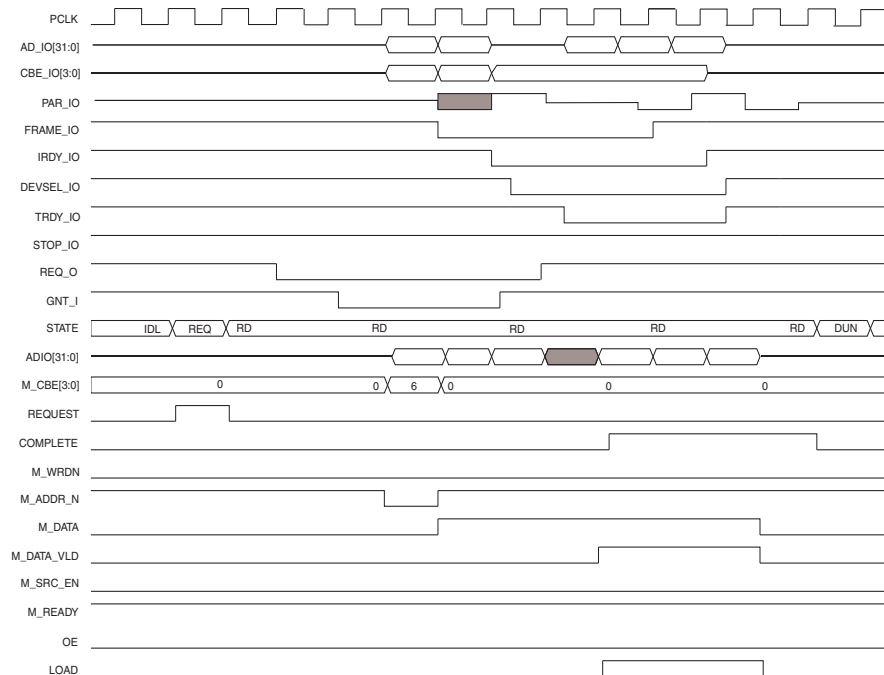 PCLK
AD_IO[31:0]
CBE_IO[3:0]
PAR_IO
FRAME_IO
IRDY_IO
DEVSEL_IO
TRDY_IO
STOP_IO
REQ_O
GNT_I
STATE IDL REQ RD RD RD RD RD DUN
ADIO[31:0]
M_CBE[3:0] 0 0 6 0 0 0
REQUEST
COMPLETE
M_WRDN
M_ADDR_N
M_DATA
M_DATA_VLD
M_SRC_EN
M_READY
OE
LOAD